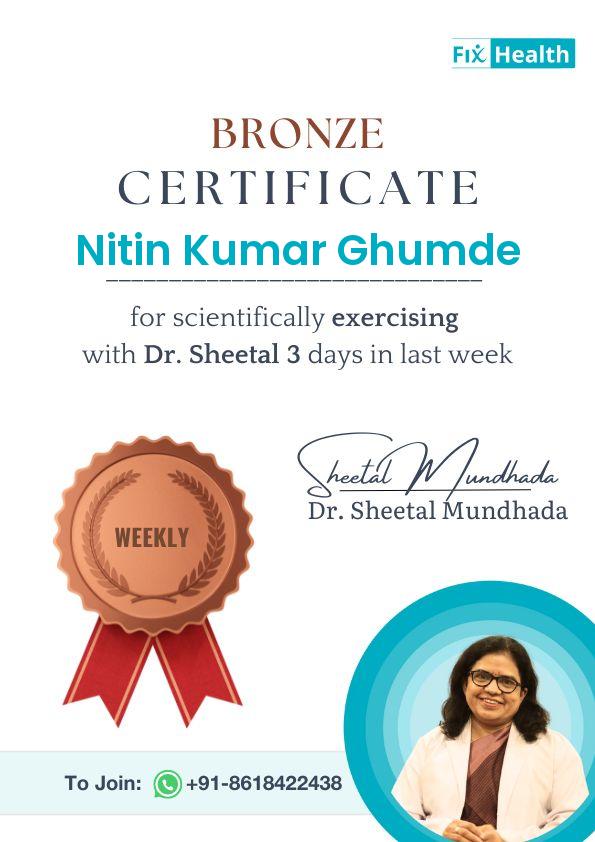 Fix Health
BRONZE
CERTIFICATE
Nitin Kumar Ghumde
for scientifically exercising
with Dr. Sheetal 3 days in last week
Sheetal Mundhada
Dr. Sheetal Mundhada
WEEKLY
To Join: +91-8618422438